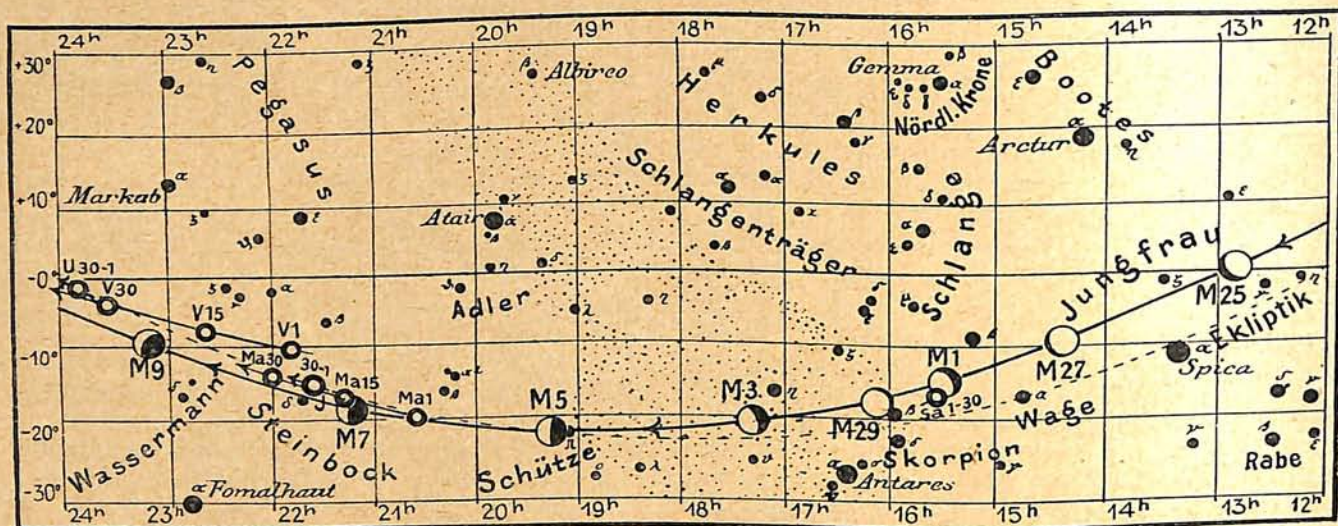 24h 23h 22h 21h 20h 19h 18h 17h 16h 15h 14h 13h 12h
+30°
+20°
+10°
-0°
-10°
-20°
-30°
Pegasus
η
ξ
β
β Albireo
Herkules
δ
Gemma
α
β
ε δ γ
Nördl. Krone
ε
Bootes
α
Arctur
η
Markab
α
ξ
ε
Atair
γ
α
β
η
δ
ξ
Schlangenträger
α
α
β
γ
Schlange
δ
α
ε
Jungfrau
ε
ξ
γ
η
U 30-1
V30
V15
V1
Ma30
30-1
Ma15
J
Ma1
M9
M7
M5
M3
M29
M1
Sa 1-30
M27
M25
Adler
λ
ξ
η
Ekliptik
α
Spica
Wage
α
β
δ
γ
β
Rabe
ε
Wassermann
Steinbock
Schütze
λ
Skorpion
α
σ
Antares
α Fomalhaut
24h 23h 22h 21h 20h 19h 18h 17h 16h 15h 14h 13h 12h